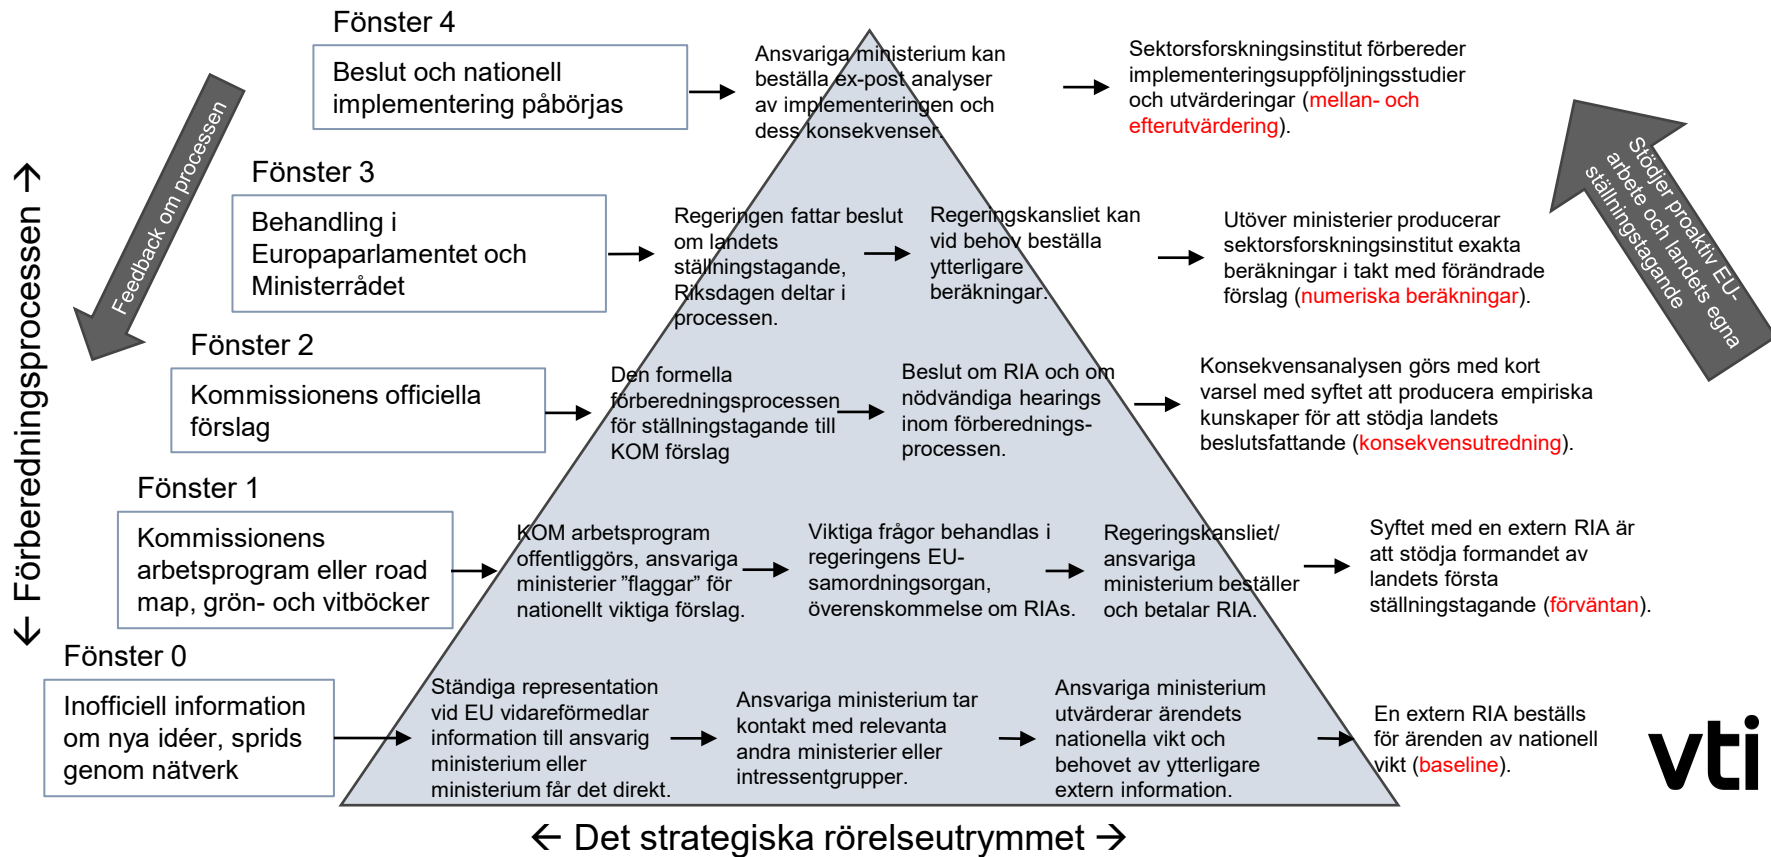 Fönster 4
Beslut och nationell
implementering påbörjas
Ansvariga ministerium kan
beställa ex-post analyser
av implementeringen och
dess konsekvenser.
Sektorsforskningsinstitut förbereder
implementeringsuppföljningsstudier
och utvärderingar (mellan- och
efterutvärdering).
Feedback om processen
Stödjer proaktiv EU-
arbete och landets egna
ställningstagande
← Förberedningsprocessen →
Fönster 3
Behandling i
Europaparlamentet och
Ministerrådet
Regeringen fattar beslut
om landets
ställningstagande,
Riksdagen deltar i
processen.
Regeringskansliet kan
vid behov beställa
ytterligare
beräkningar.
Utöver ministerier producerar
sektorsforskningsinstitut exakta
beräkningar i takt med förändrade
förslag (numeriska beräkningar).
Fönster 2
Kommissionens officiella
förslag
Den formella
förberedningsprocessen
för ställningstagande till
KOM förslag
Beslut om RIA och om
nödvändiga hearings
inom förberednings-
processen.
Konsekvensanalysen görs med kort
varsel med syftet att producera empiriska
kunskaper för att stödja landets
beslutsfattande (konsekvensutredning).
Fönster 1
Kommissionens
arbetsprogram eller road
map, grön- och vitböcker
KOM arbetsprogram
offentliggörs, ansvariga
ministerier ”flaggar” för
nationellt viktiga förslag.
Viktiga frågor behandlas i
regeringens EU-
samordningsorgan,
överenskommelse om RIAs.
Regeringskansliet/
ansvariga
ministerium beställer
och betalar RIA.
Syftet med en extern RIA är
att stödja formandet av
landets första
ställningstagande (förväntan).
Fönster 0
Inofficiell information
om nya idéer, sprids
genom nätverk
Ständiga representation
vid EU vidareförmedlar
information till ansvarig
ministerium eller
ministerium får det direkt.
Ansvariga ministerium tar
kontakt med relevanta
andra ministerier eller
intressentgrupper.
Ansvariga ministerium
utvärderar ärendets
nationella vikt och
behovet av ytterligare
extern information.
En extern RIA beställs
för ärenden av nationell
vikt (baseline).
vti
← Det strategiska rörelseutrymmet →